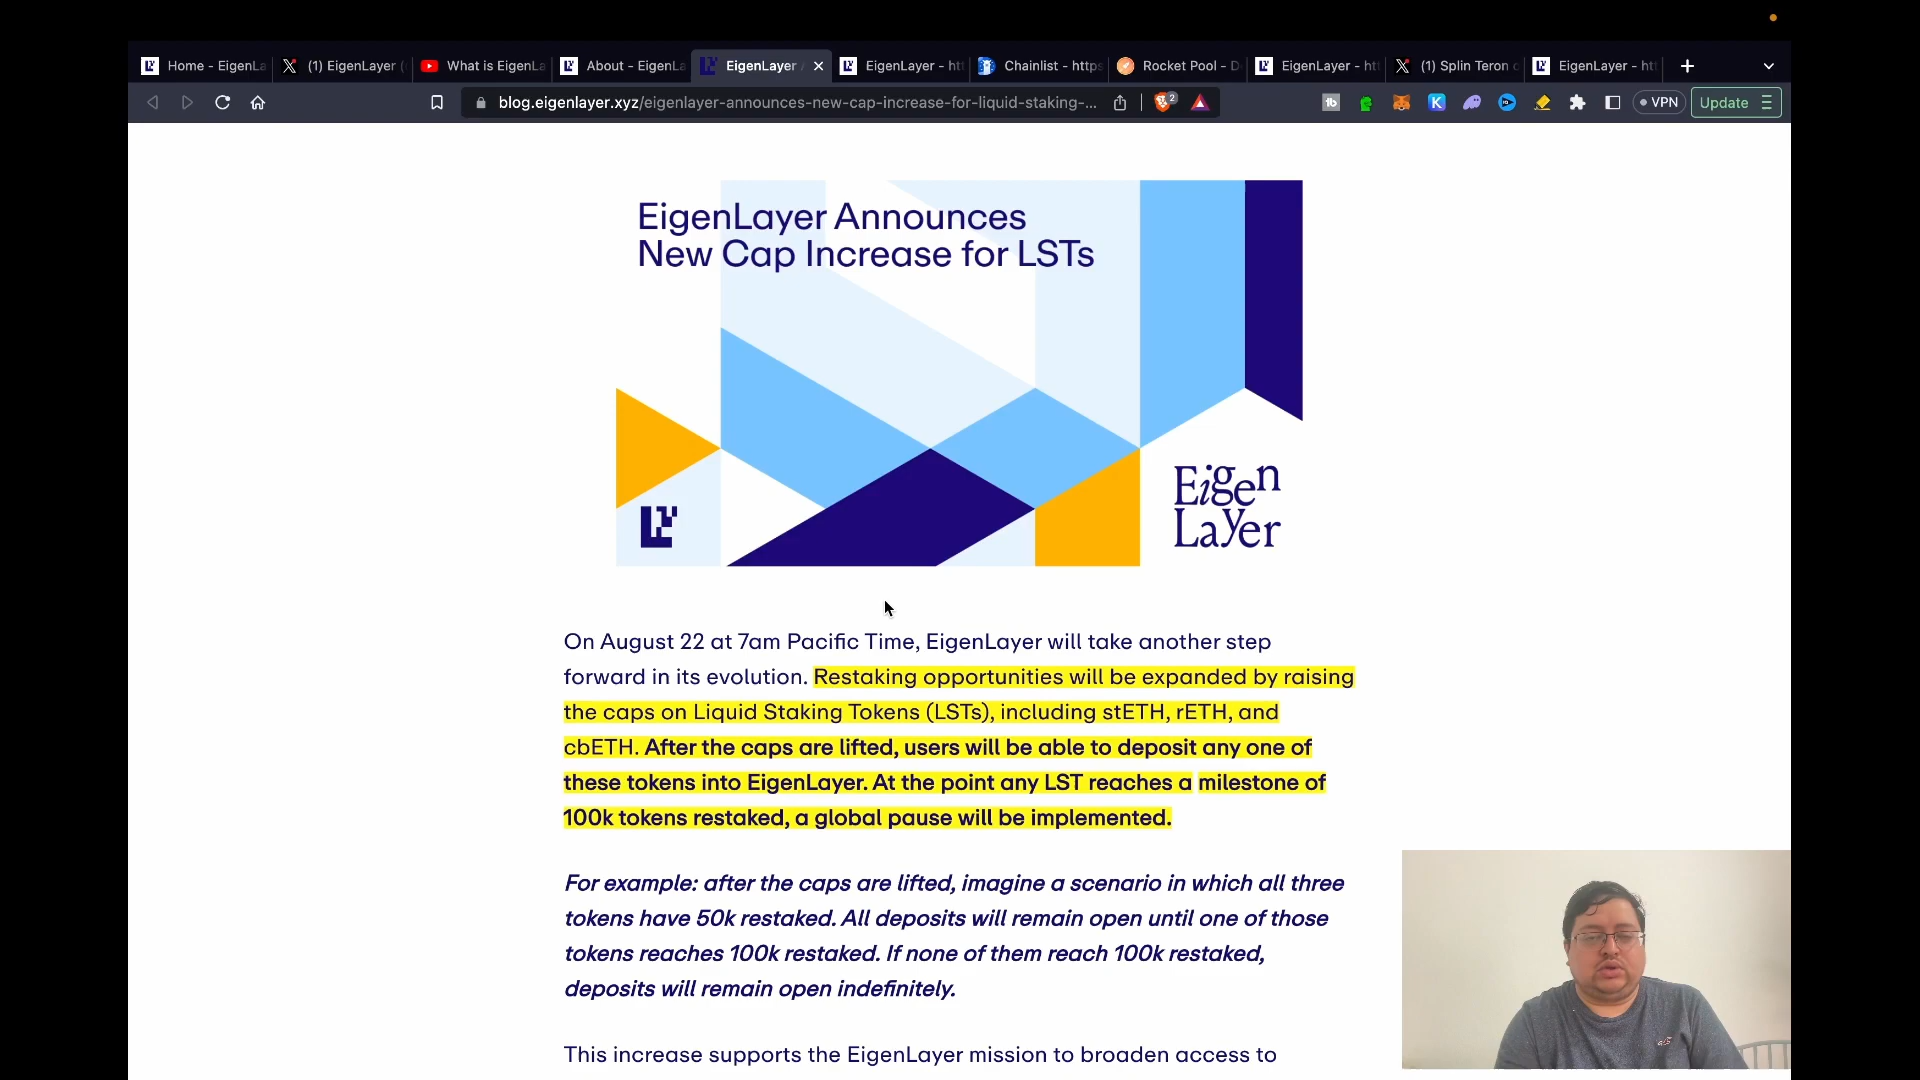 Home - EigenLa
(1) EigenLayer (
What is EigenLa
About - EigenLa
EigenLayer A
EigenLayer - htt
Chainlist - https
Rocket Pool - D
EigenLayer - htt
(1) Splin Teron o
EigenLayer - htt
blog.eigenlayer.xyz/eigenlayer-announces-new-cap-increase-for-liquid-staking-...
2
VPN
Update
EigenLayer Announces
New Cap Increase for LSTs
Eigen
Layer
On August 22 at 7am Pacific Time, EigenLayer will take another step
forward in its evolution. Restaking opportunities will be expanded by raising
the caps on Liquid Staking Tokens (LSTs), including stETH, rETH, and
cbETH. After the caps are lifted, users will be able to deposit any one of
these tokens into EigenLayer. At the point any LST reaches a milestone of
100k tokens restaked, a global pause will be implemented.
For example: after the caps are lifted, imagine a scenario in which all three
tokens have 50k restaked. All deposits will remain open until one of those
tokens reaches 100k restaked. If none of them reach 100k restaked,
deposits will remain open indefinitely.
This increase supports the EigenLayer mission to broaden access to